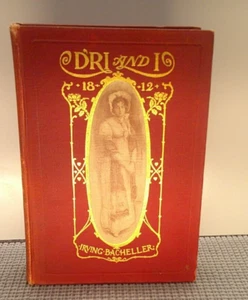 D'RI AND I
18-12
IRVING BACHELLER